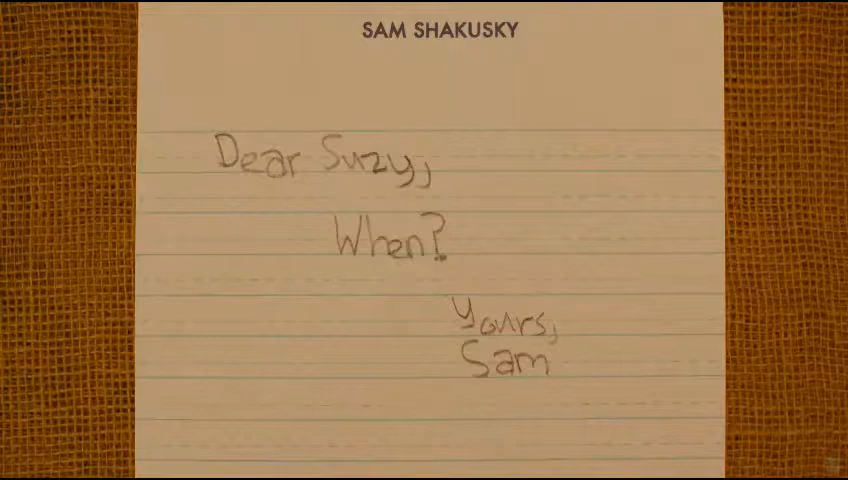 SAM SHAKUSKY
Dear Suzy,
When?
Yours,
Sam